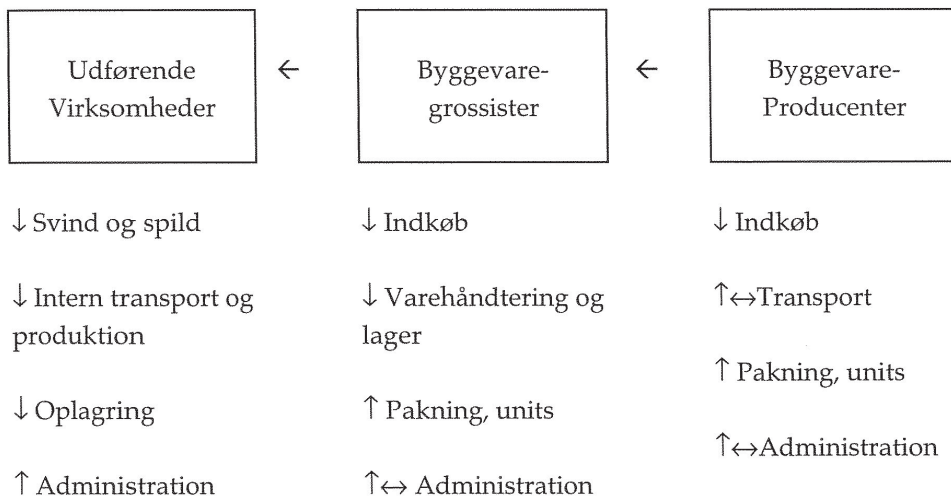 Udførende
Virksomheder
←
Byggevare-
grossister
←
Byggevare-
Producenter
↓ Svind og spild
↓ Intern transport og
produktion
↓ Oplagring
↑ Administration
↓ Indkøb
↓ Varehåndtering og
lager
↑ Pakning, units
↑↔ Administration
↓ Indkøb
↑↔Transport
↑ Pakning, units
↑↔Administration